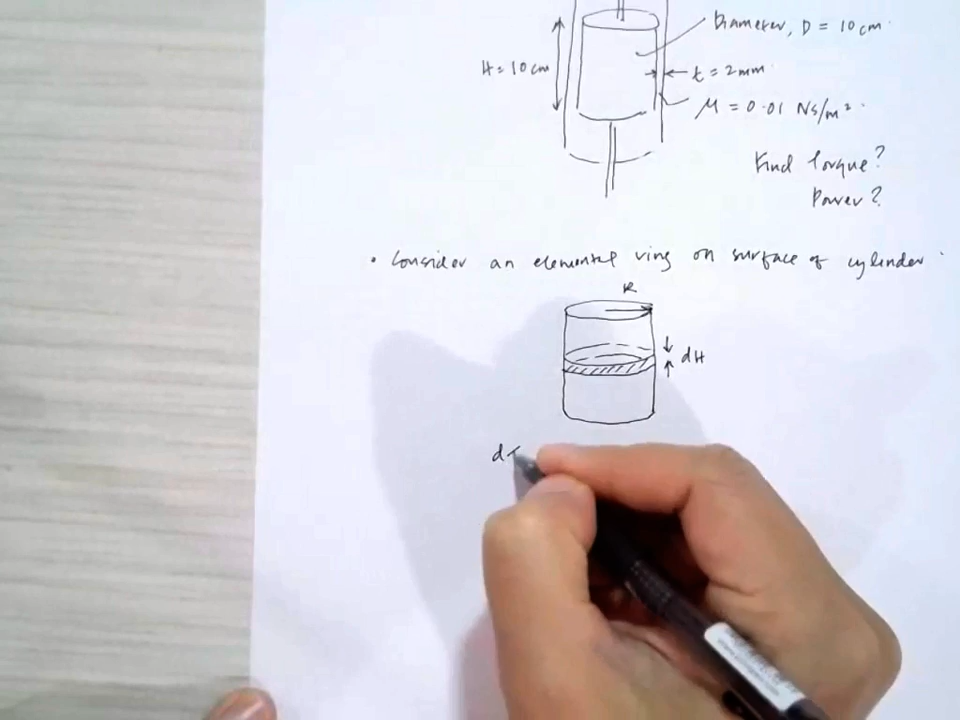 Diameter, D = 10 cm
H = 10 cm
t = 2 mm
μ = 0.01 Ns/m²
Find Torque?
Power?
• Consider an elemental ring on surface of cylinder
R
dH